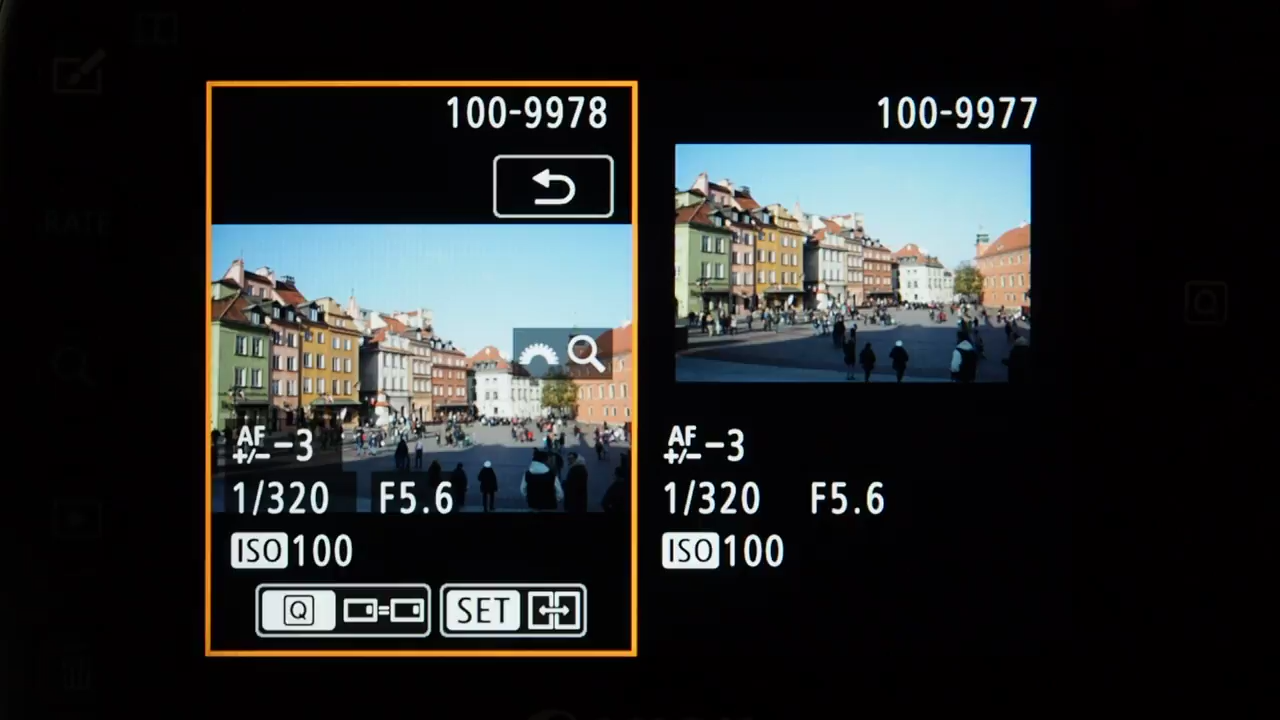 100-9978
AF
+/- -3
1/320 F5.6
ISO 100
Q
SET
100-9977
AF
+/- -3
1/320 F5.6
ISO 100
RATE
Q